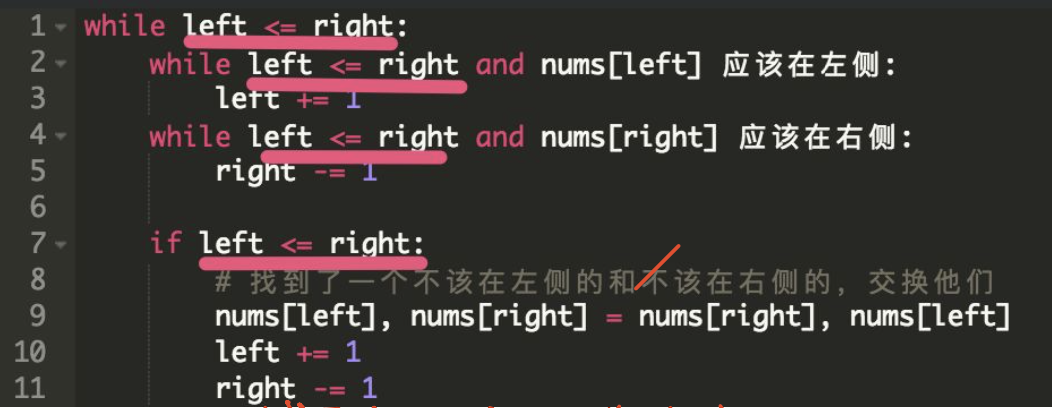 1 while left <= right:
2 while left <= right and nums[left] 应该在左侧:
3 left += 1
4 while left <= right and nums[right] 应该在右侧:
5 right -= 1
6
7 if left <= right:
8 # 找到了一个不该在左侧的和不该在右侧的, 交换他们
9 nums[left], nums[right] = nums[right], nums[left]
10 left += 1
11 right -= 1